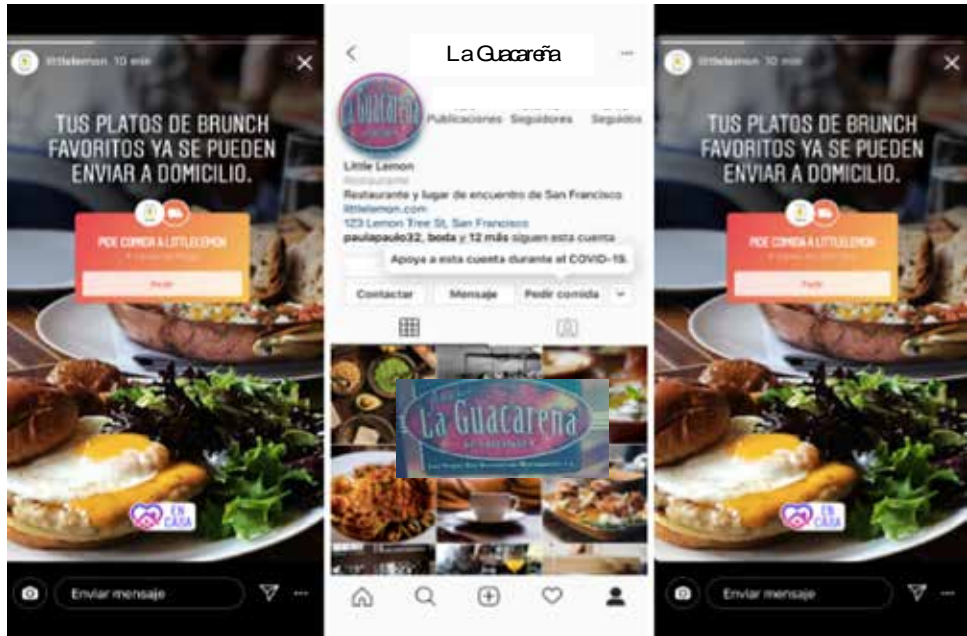 littlelemon 10 min
TUS PLATOS DE BRUNCH
FAVORITOS YA SE PUEDEN
ENVIAR A DOMICILIO.
PIDE COMIDA A LITTLELEMON
Pedir
EN
CASA
Enviar mensaje
La Guacareña
La Guacareña
Publicaciones Seguidores Seguidos
Little Lemon
Restaurante
Restaurante y lugar de encuentro de San Francisco
littlelemon.com
123 Lemon Tree St, San Francisco
paulapaulo32, boda y 12 más siguen esta cuenta
Apoya a esta cuenta durante el COVID-19.
Contactar Mensaje Pedir comida
La Guacareña
littlelemon 10 min
TUS PLATOS DE BRUNCH
FAVORITOS YA SE PUEDEN
ENVIAR A DOMICILIO.
PIDE COMIDA A LITTLELEMON
Pedir
EN
CASA
Enviar mensaje